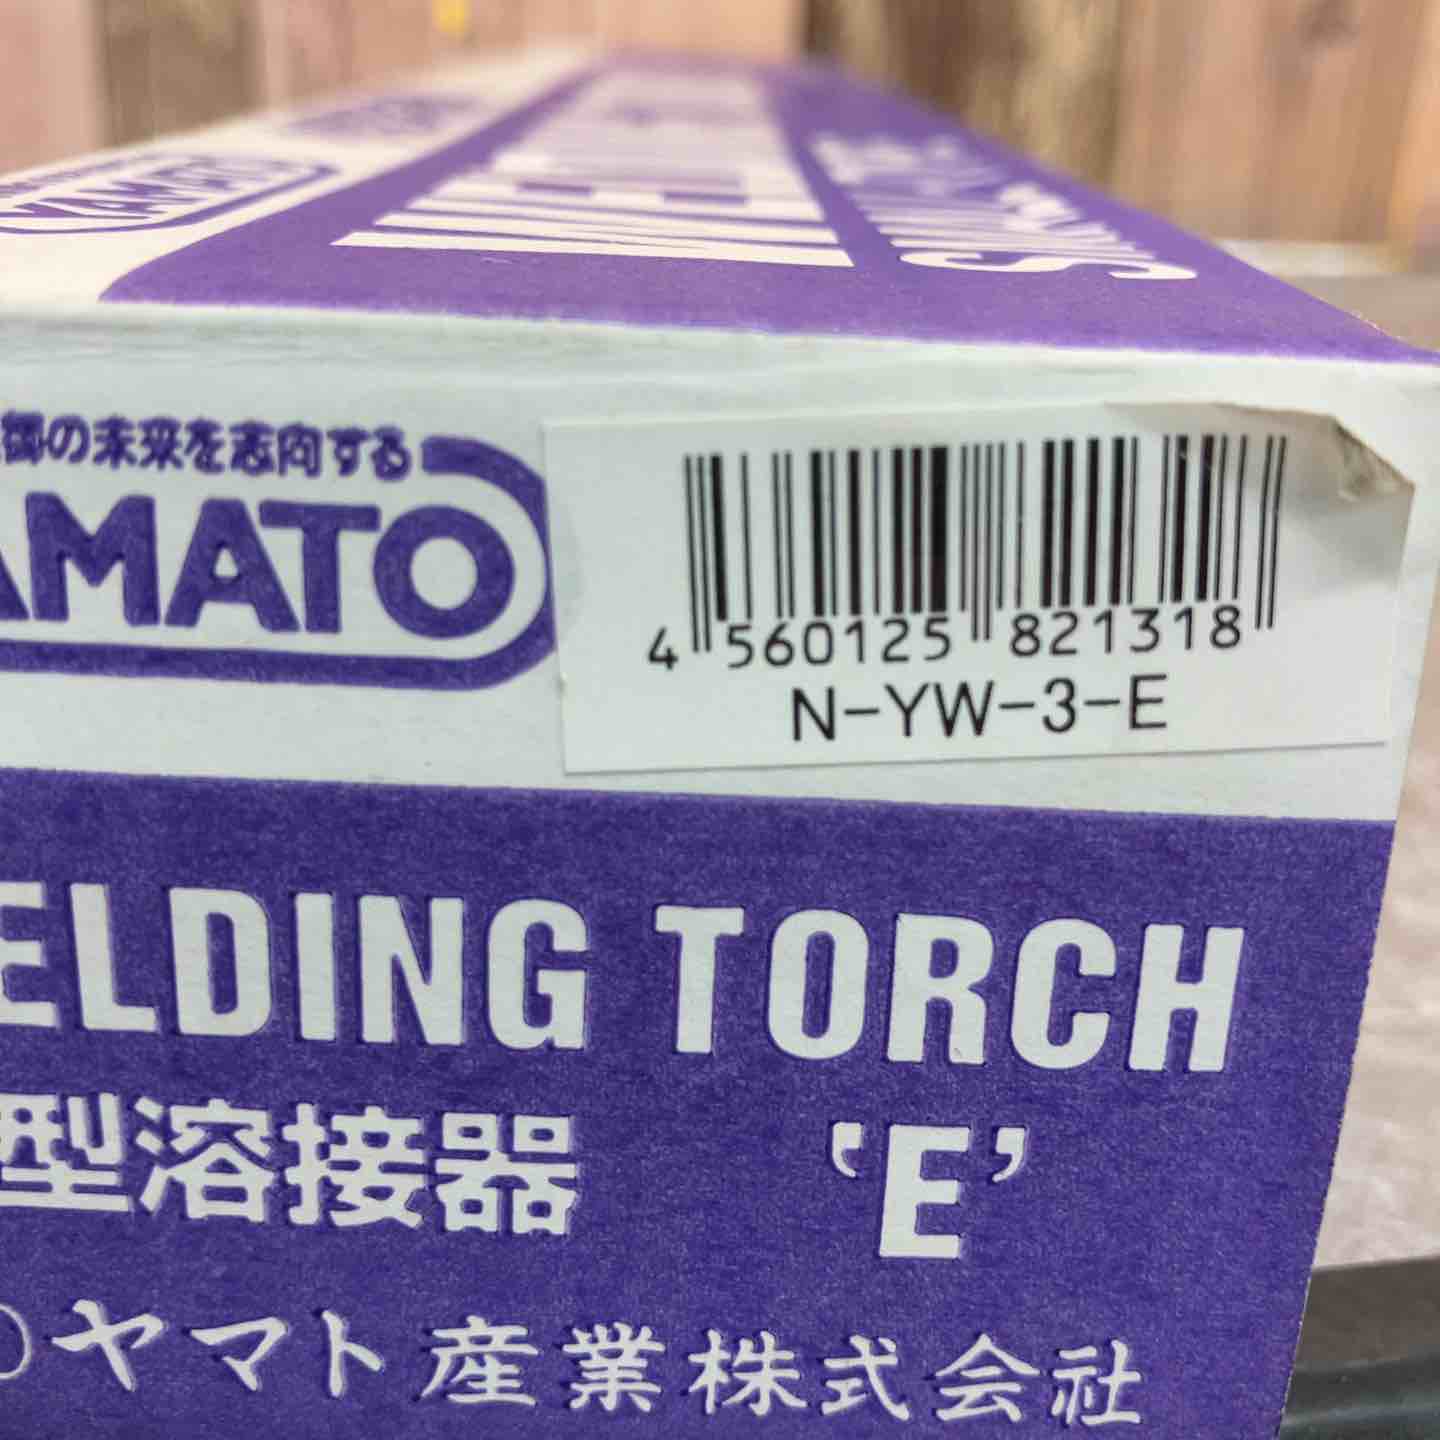 YAMATO
の未来を志向する
AMATO
4 560125 821318
N-YW-3-E
ELDING TORCH
型溶接器 ‘E’
ヤマト産業株式会社